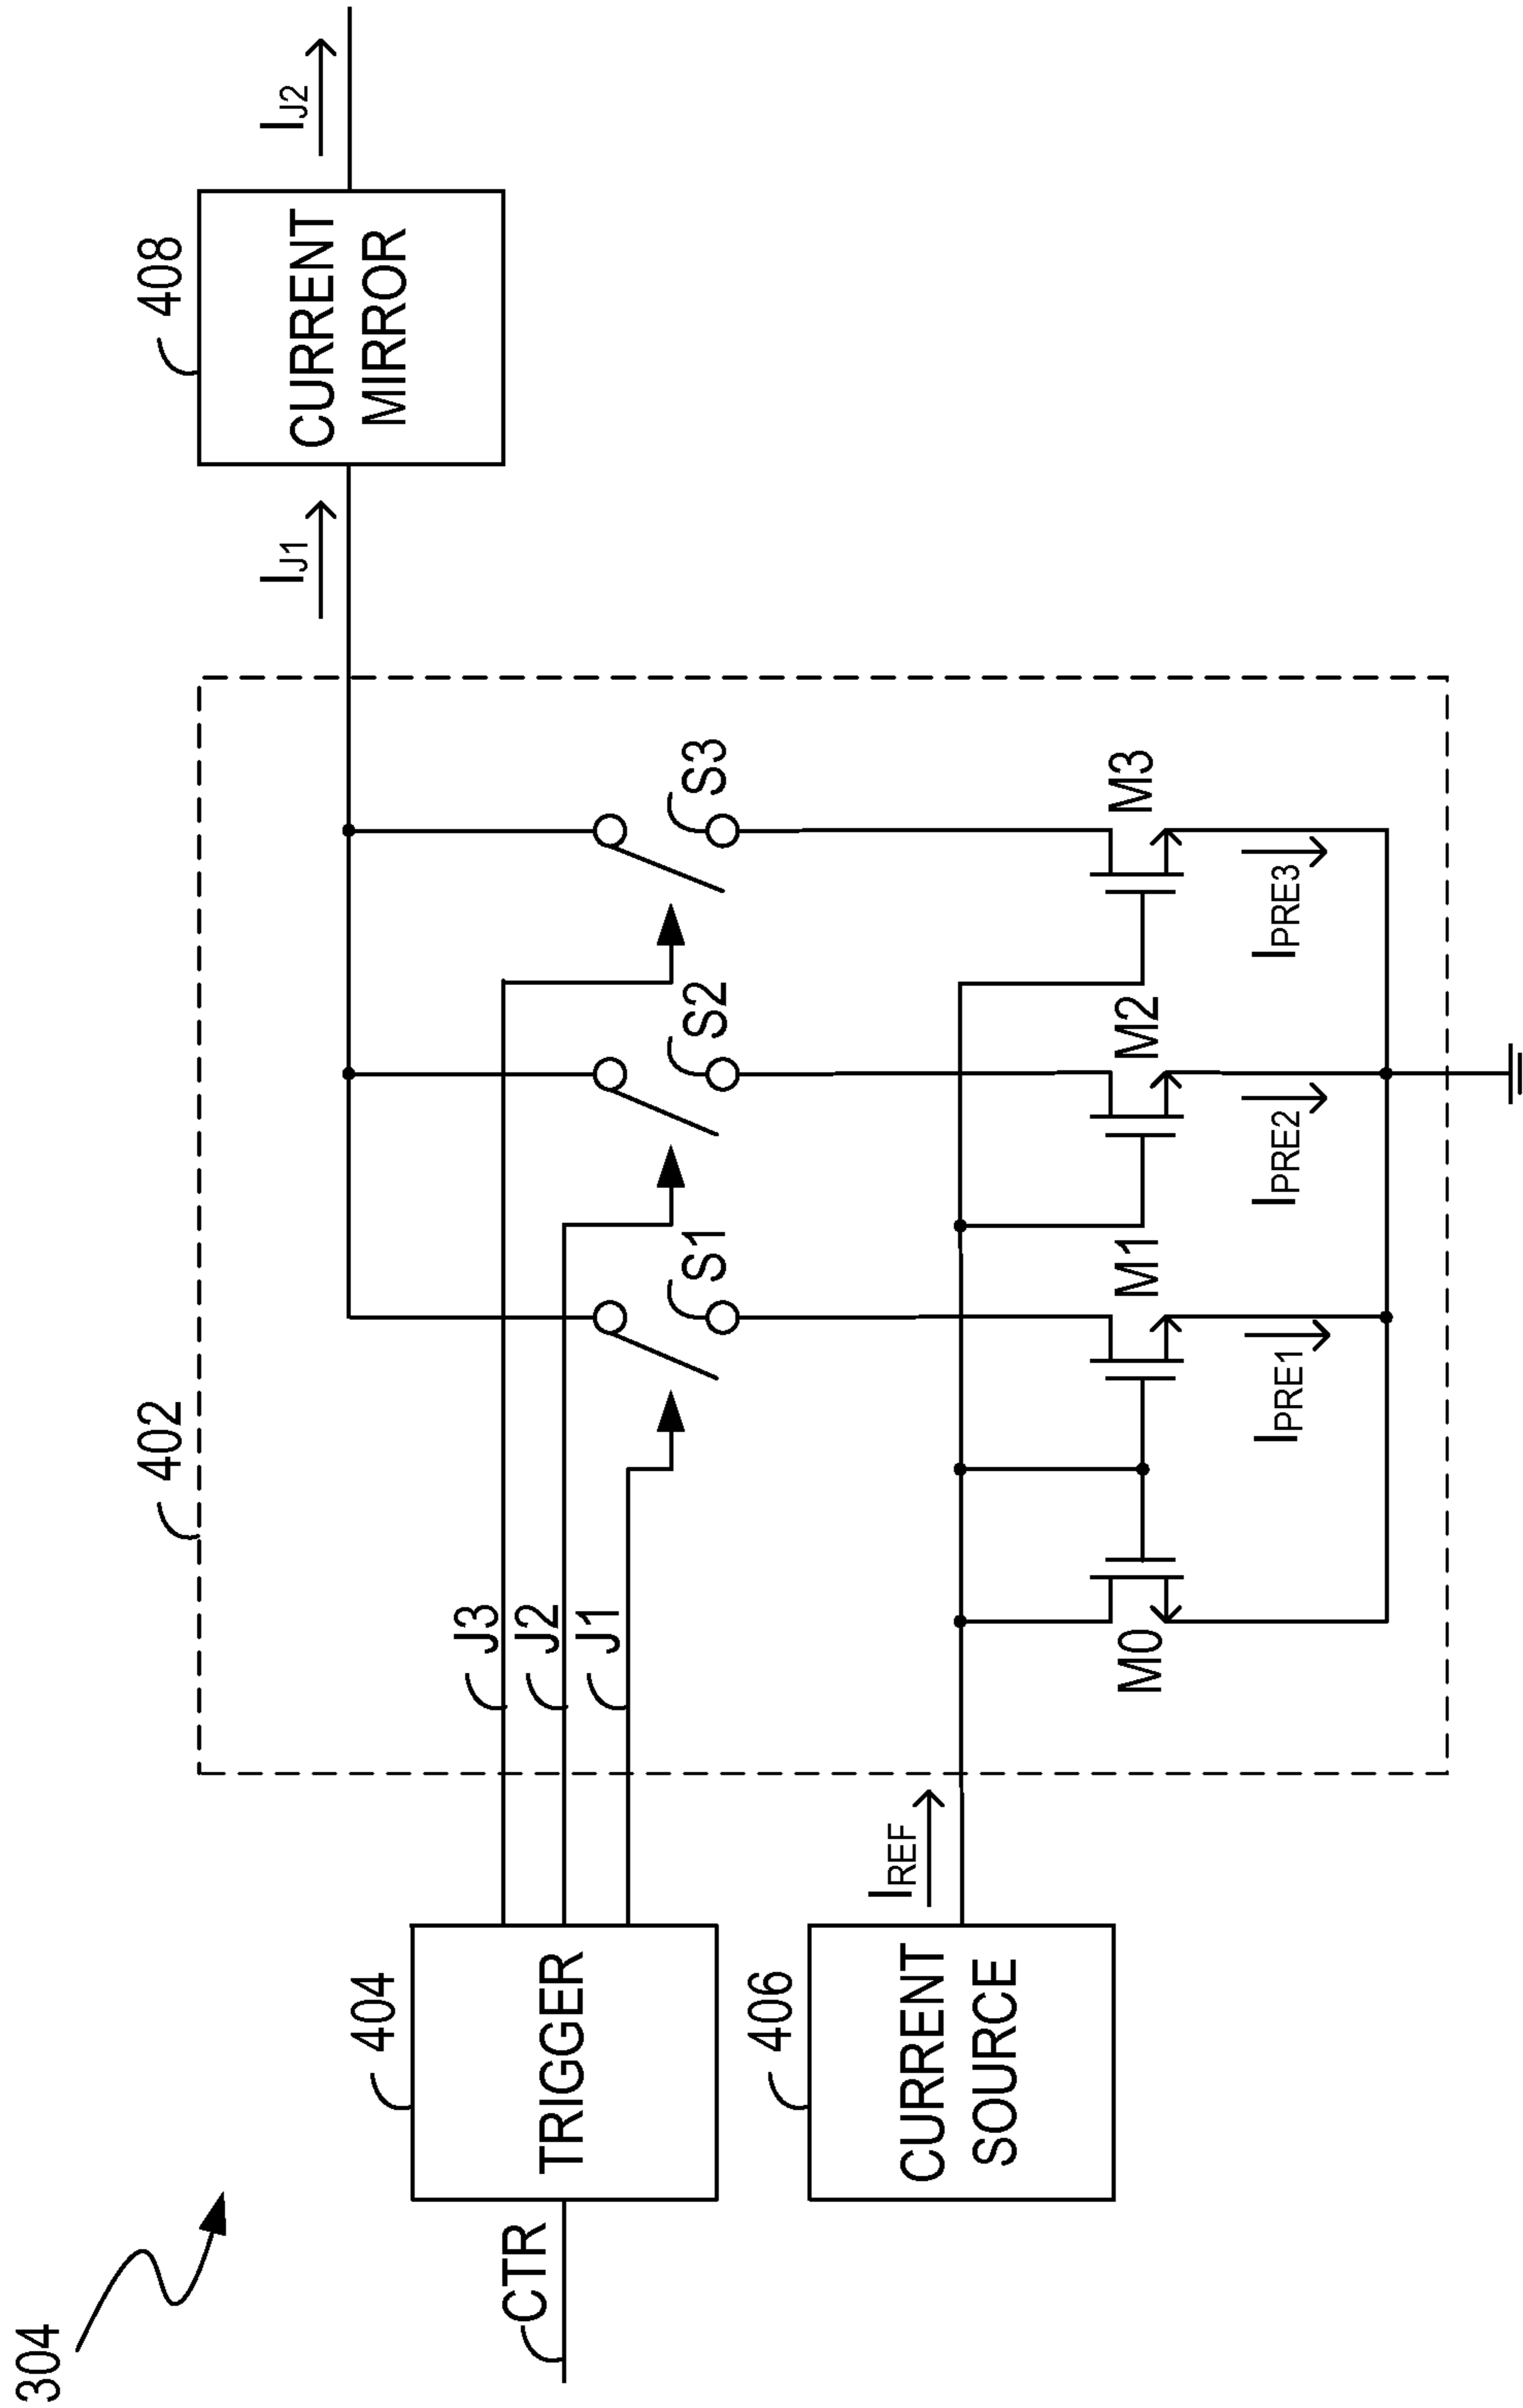 304
CTR
404
TRIGGER
406
CURRENT
SOURCE
IREF
J3
J2
J1
402
S1
S2
S3
M0
M1
M2
M3
IPRE1
IPRE2
IPRE3
IJ1
408
CURRENT
MIRROR
IJ2